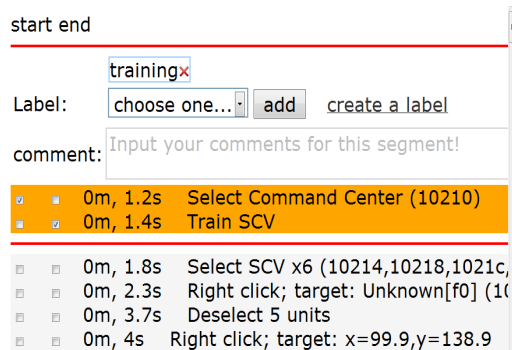 start end
training×
Label: choose one... add create a label
comment: Input your comments for this segment!
0m, 1.2s Select Command Center (10210)
0m, 1.4s Train SCV
0m, 1.8s Select SCV x6 (10214,10218,1021c,
0m, 2.3s Right click; target: Unknown[f0] (10
0m, 3.7s Deselect 5 units
0m, 4s Right click; target: x=99.9,y=138.9